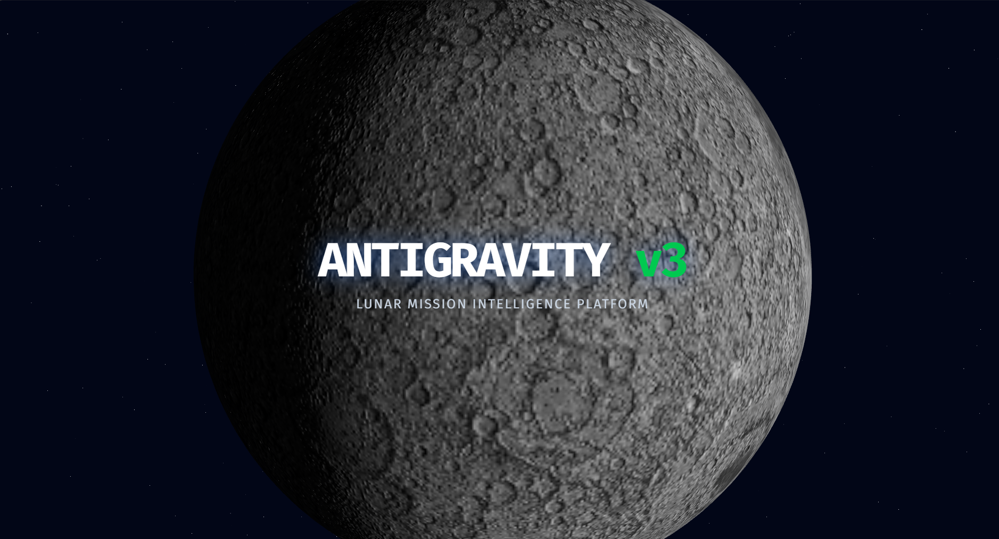 ANTIGRAVITY v3
LUNAR MISSION INTELLIGENCE PLATFORM